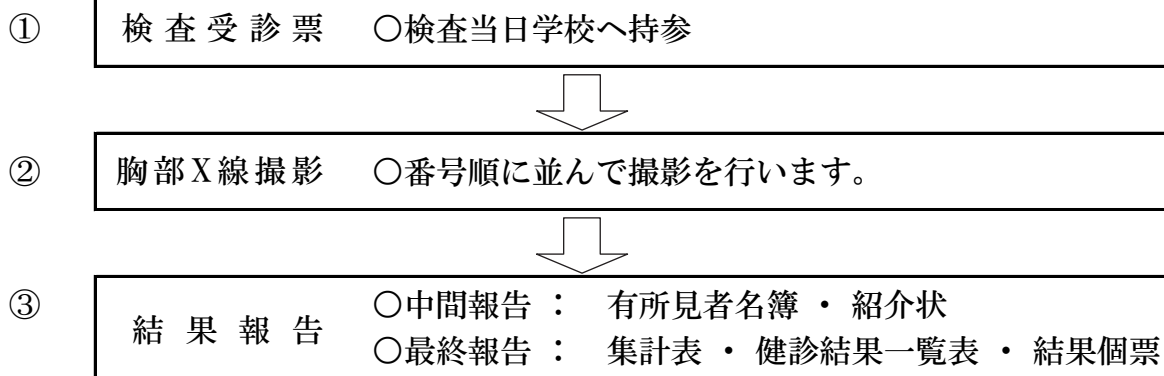 ① 検査受診票 ○検査当日学校へ持参
② 胸部X線撮影 ○番号順に並んで撮影を行います。
③ 結果報告 ○中間報告 ： 有所見者名簿 ・ 紹介状
○最終報告 ： 集計表 ・ 健診結果一覧表 ・ 結果個票